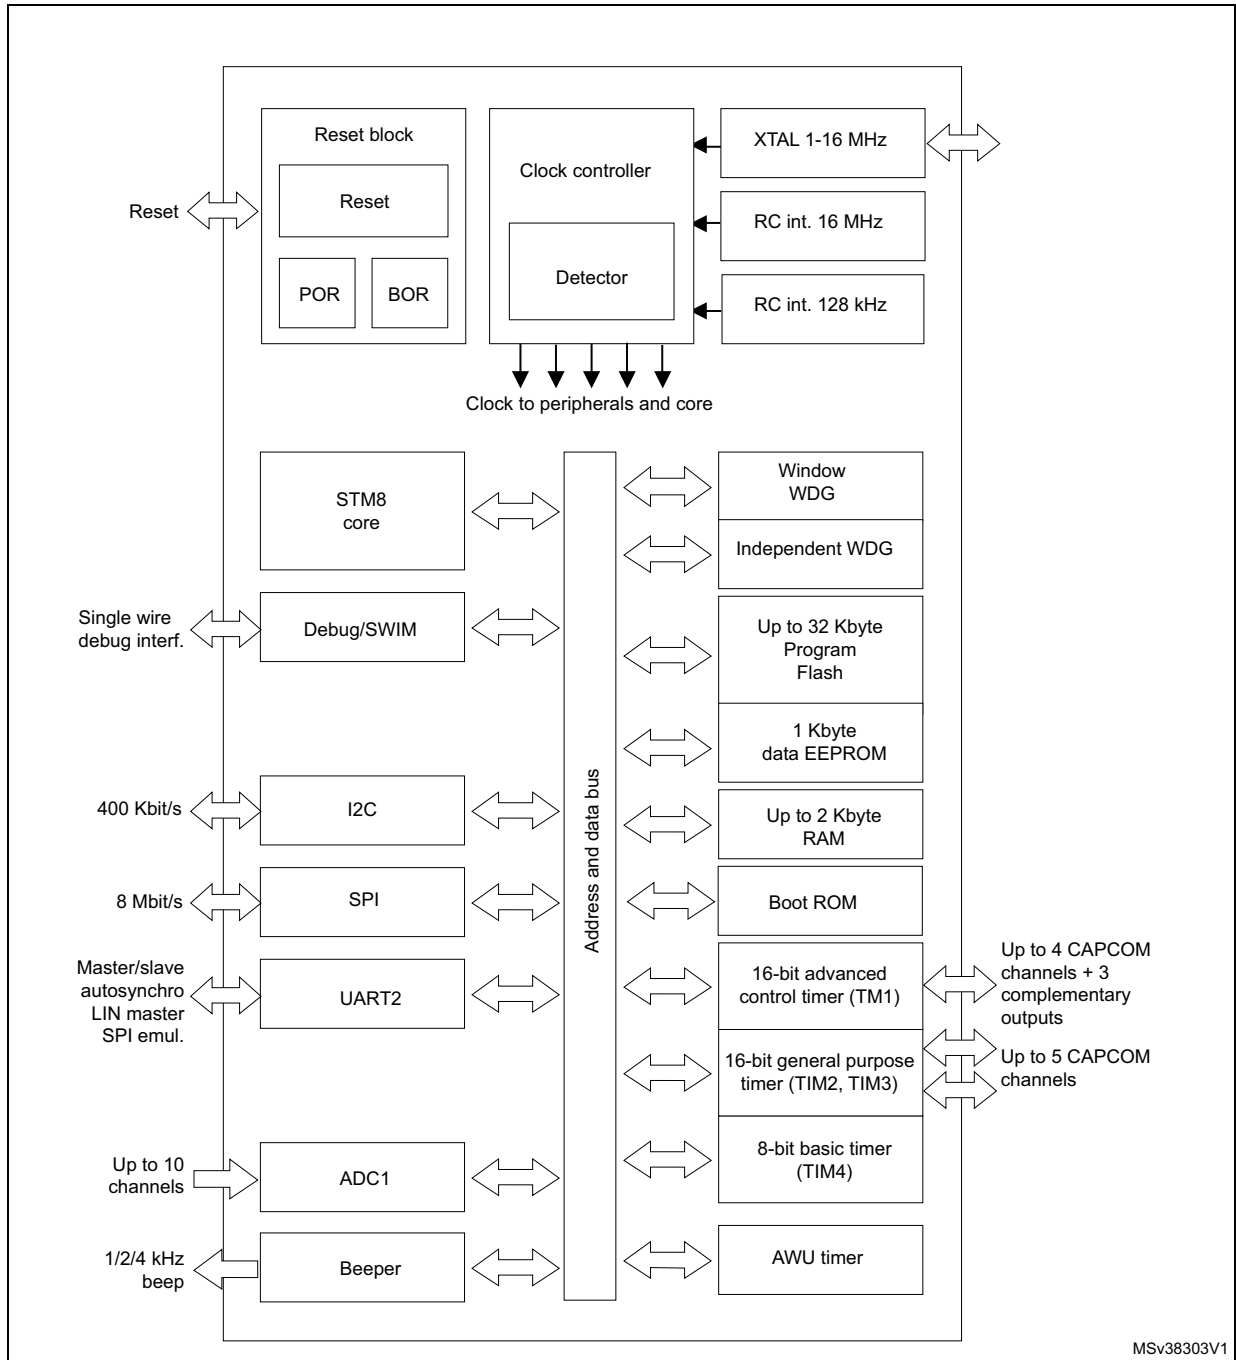 Reset block
Reset
POR
BOR
Reset
Clock controller
Detector
XTAL 1-16 MHz
RC int. 16 MHz
RC int. 128 kHz
Clock to peripherals and core
STM8
core
Single wire
debug interf.
Debug/SWIM
400 Kbit/s
I2C
8 Mbit/s
SPI
Master/slave
autosynchro
LIN master
SPI emul.
UART2
Up to 10
channels
ADC1
1/2/4 kHz
beep
Beeper
Address and data bus
Window
WDG
Independent WDG
Up to 32 Kbyte
Program
Flash
1 Kbyte
data EEPROM
Up to 2 Kbyte
RAM
Boot ROM
16-bit advanced
control timer (TM1)
Up to 4 CAPCOM
channels + 3
complementary
outputs
16-bit general purpose
timer (TIM2, TIM3)
Up to 5 CAPCOM
channels
8-bit basic timer
(TIM4)
AWU timer
MSv38303V1